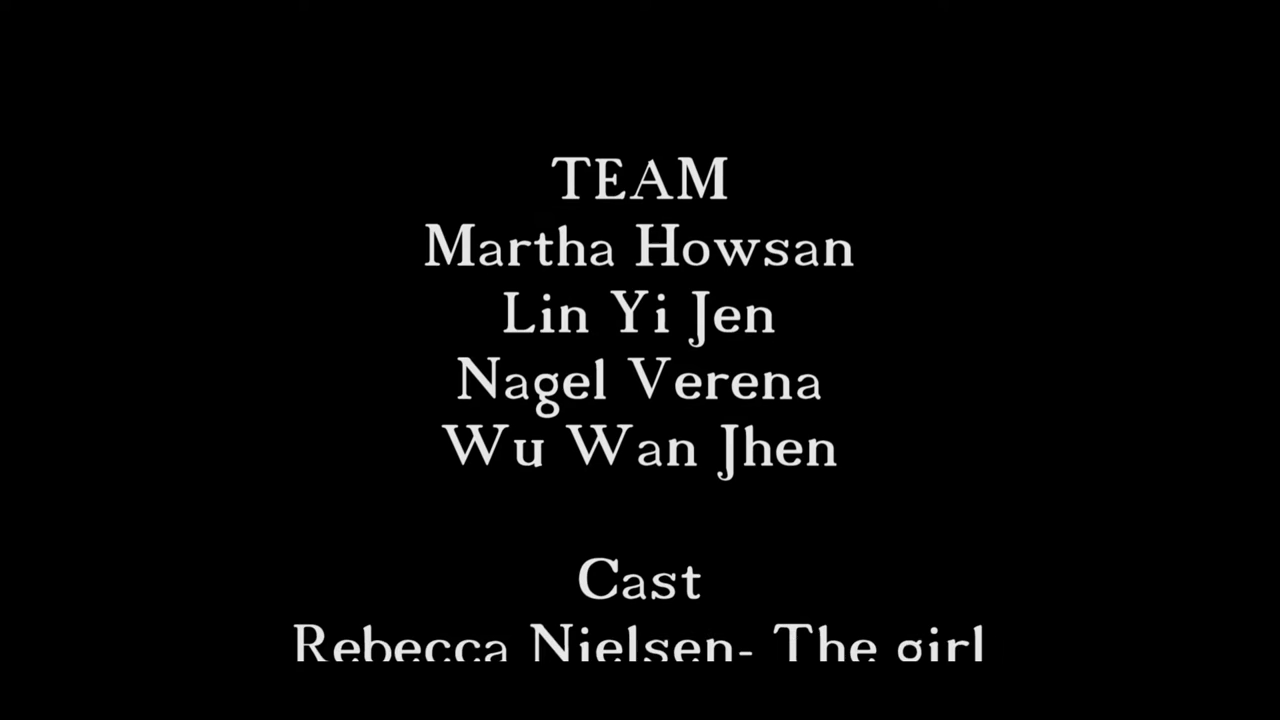 TEAM
Martha Howsan
Lin Yi Jen
Nagel Verena
Wu Wan Jhen
Cast
Rebecca Nielsen- The girl